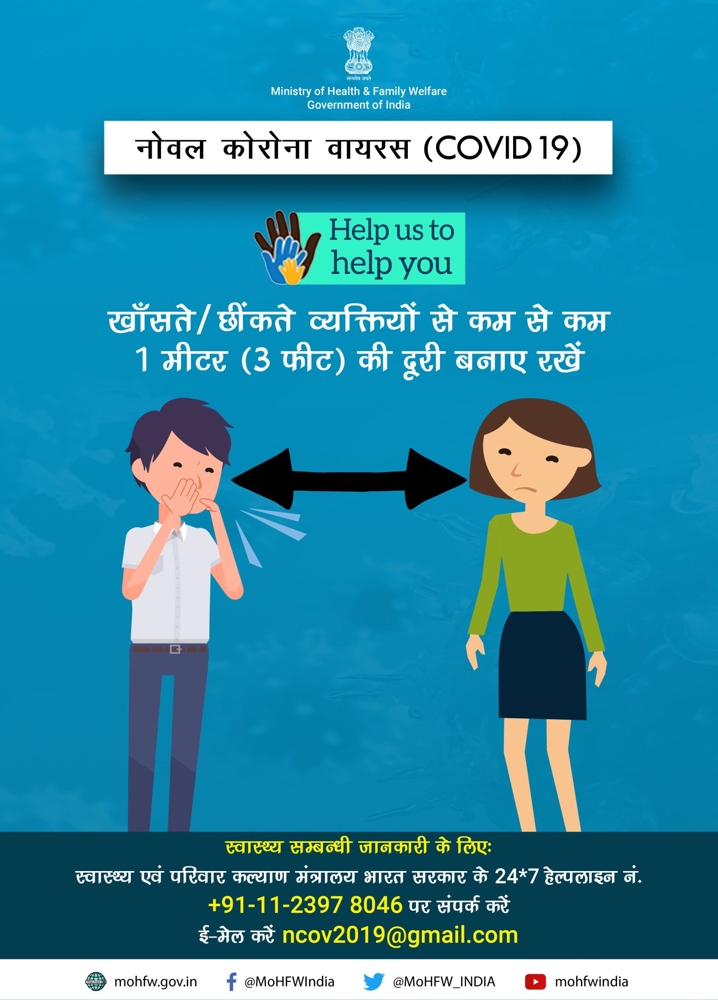 सत्यमेव जयते
Ministry of Health & Family Welfare
Government of India
नोवल कोरोना वायरस (COVID 19)
Help us to
help you
खाँसते/छींकते व्यक्तियों से कम से कम
1 मीटर (3 फीट) की दूरी बनाए रखें
स्वास्थ्य सम्बन्धी जानकारी के लिएः
स्वास्थ्य एवं परिवार कल्याण मंत्रालय भारत सरकार के 24*7 हेल्पलाइन नं.
+91-11-2397 8046 पर संपर्क करें
ई-मेल करें ncov2019@gmail.com
mohfw.gov.in @MoHFWIndia @MoHFW_INDIA mohfwindia